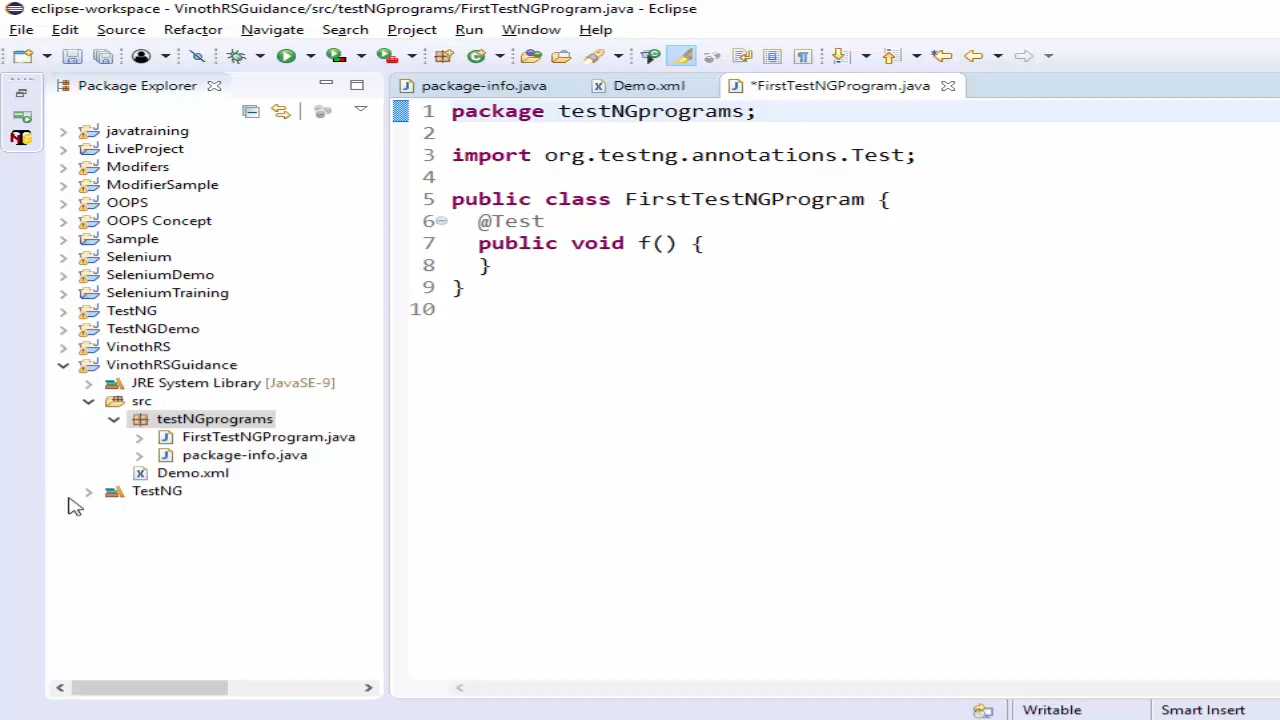 eclipse-workspace - VinothRSGuidance/src/testNGprograms/FirstTestNGProgram.java - Eclipse
File Edit Source Refactor Navigate Search Project Run Window Help
Package Explorer
javatraining
LiveProject
Modifers
ModifierSample
OOPS
OOPS Concept
Sample
Selenium
SeleniumDemo
SeleniumTraining
TestNG
TestNGDemo
VinothRS
VinothRSGuidance
JRE System Library [JavaSE-9]
src
testNGprograms
FirstTestNGProgram.java
package-info.java
Demo.xml
TestNG
package-info.java Demo.xml *FirstTestNGProgram.java
1 package testNGprograms;
2
3 import org.testng.annotations.Test;
4
5 public class FirstTestNGProgram {
6 @Test
7 public void f() {
8 }
9 }
10
Writable Smart Insert